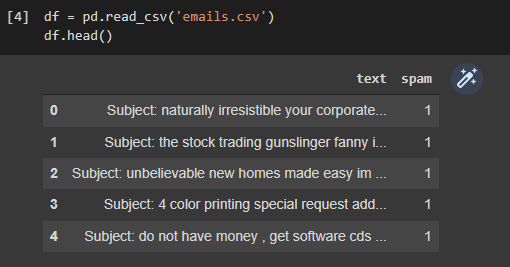 [4] df = pd.read_csv('emails.csv')
df.head()
text spam
0 Subject: naturally irresistible your corporate... 1
1 Subject: the stock trading gunslinger fanny i... 1
2 Subject: unbelievable new homes made easy im ... 1
3 Subject: 4 color printing special request add... 1
4 Subject: do not have money , get software cds ... 1